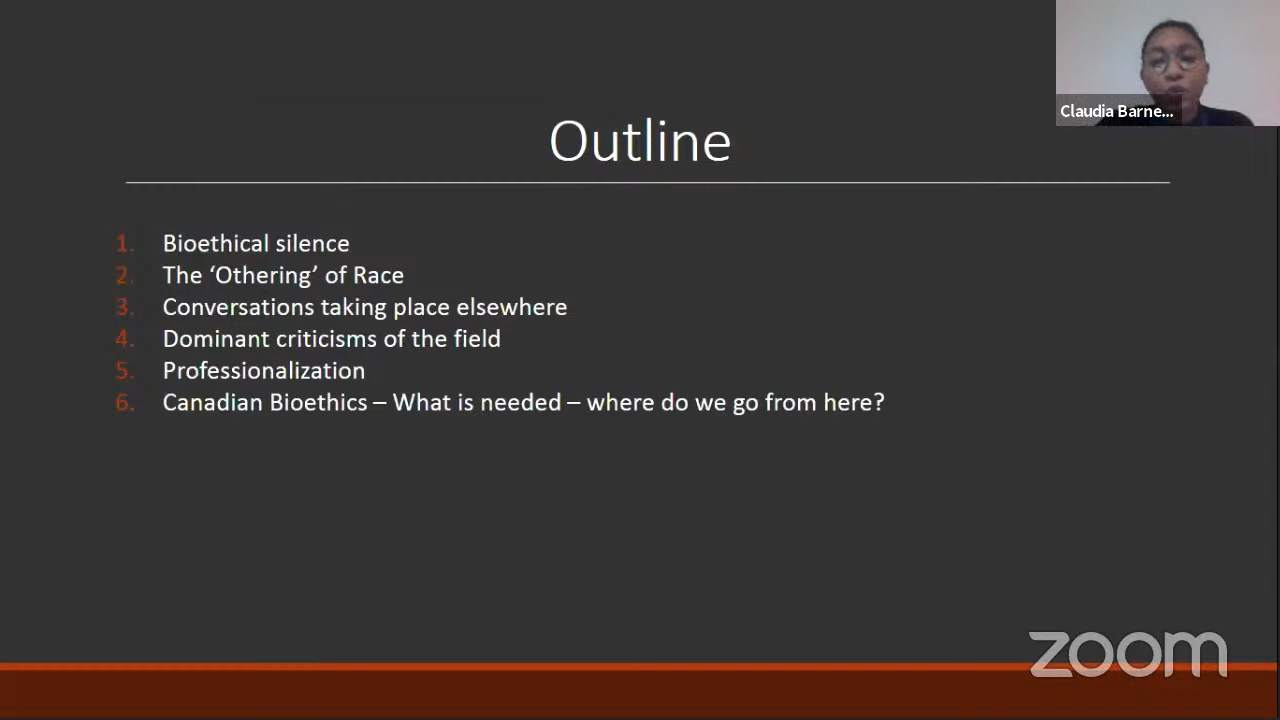 Claudia Barne...
Outline
1. Bioethical silence
2. The ‘Othering’ of Race
3. Conversations taking place elsewhere
4. Dominant criticisms of the field
5. Professionalization
6. Canadian Bioethics – What is needed – where do we go from here?
zoom